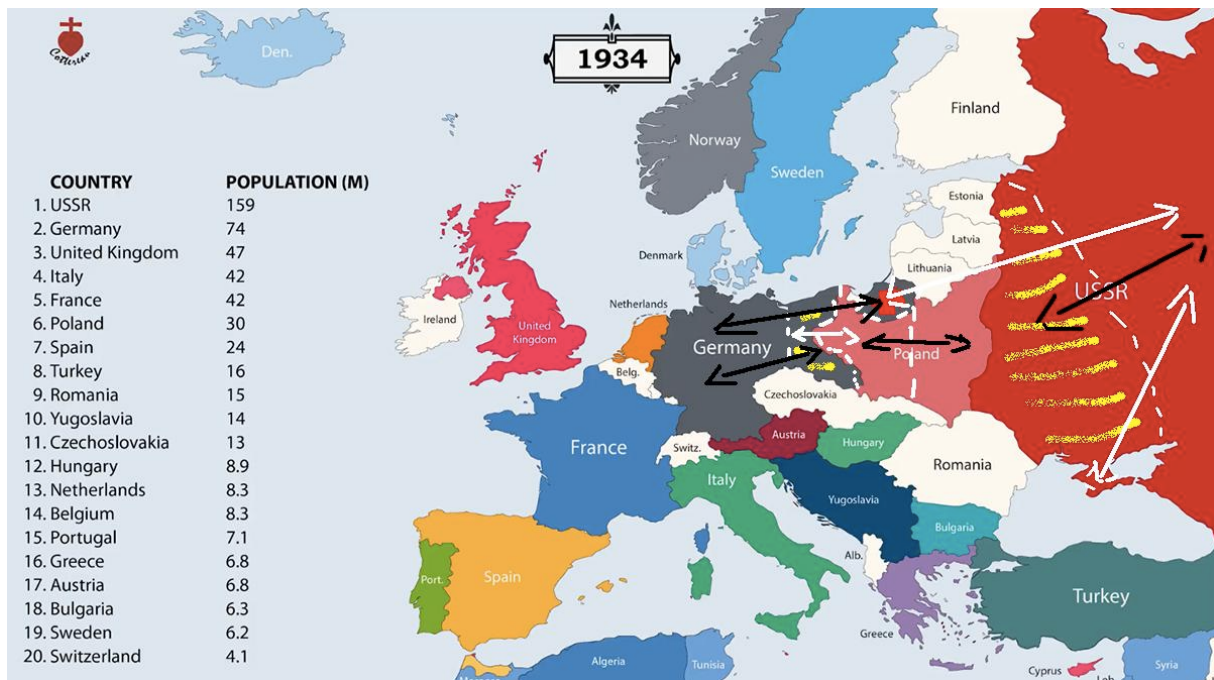 Cottereau
Den.
1934
COUNTRY POPULATION (M)
1. USSR 159
2. Germany 74
3. United Kingdom 47
4. Italy 42
5. France 42
6. Poland 30
7. Spain 24
8. Turkey 16
9. Romania 15
10. Yugoslavia 14
11. Czechoslovakia 13
12. Hungary 8.9
13. Netherlands 8.3
14. Belgium 8.3
15. Portugal 7.1
16. Greece 6.8
17. Austria 6.8
18. Bulgaria 6.3
19. Sweden 6.2
20. Switzerland 4.1
Norway
Sweden
Finland
Estonia
Latvia
Lithuania
Denmark
Ireland
United
Kingdom
Netherlands
Belg.
Germany
Poland
USSR
Czechoslovakia
France
Switz.
Austria
Hungary
Romania
Italy
Yugoslavia
Bulgaria
Alb.
Port.
Spain
Greece
Turkey
Algeria
Tunisia
Cyprus
Syria